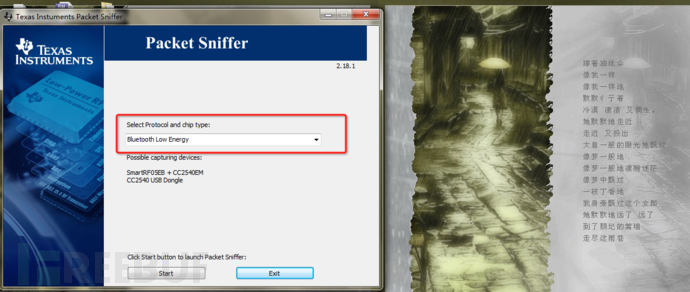 Texas Instuments Packet Sniffer
TEXAS
INSTRUMENTS
Packet Sniffer
2.18.1
Select Protocol and chip type:
Bluetooth Low Energy
Possible capturing devices:
SmartRF05EB + CC2540EM
CC2540 USB Dongle
Click Start button to launch Packet Sniffer:
Start
Exit
FREEBUF
撑着油纸伞
像我一样
像我一样地
默默彳亍着
冷漠 凄清 又惆怅
她默默地走近
走近 又投出
太息一般的眼光她飘过
像梦一般地
像梦一般地凄婉迷茫
像梦中飘过
一枝丁香地
我身旁飘过这个女郎
她默默地远了 远了
到了颓圮的篱墙
走尽这雨巷